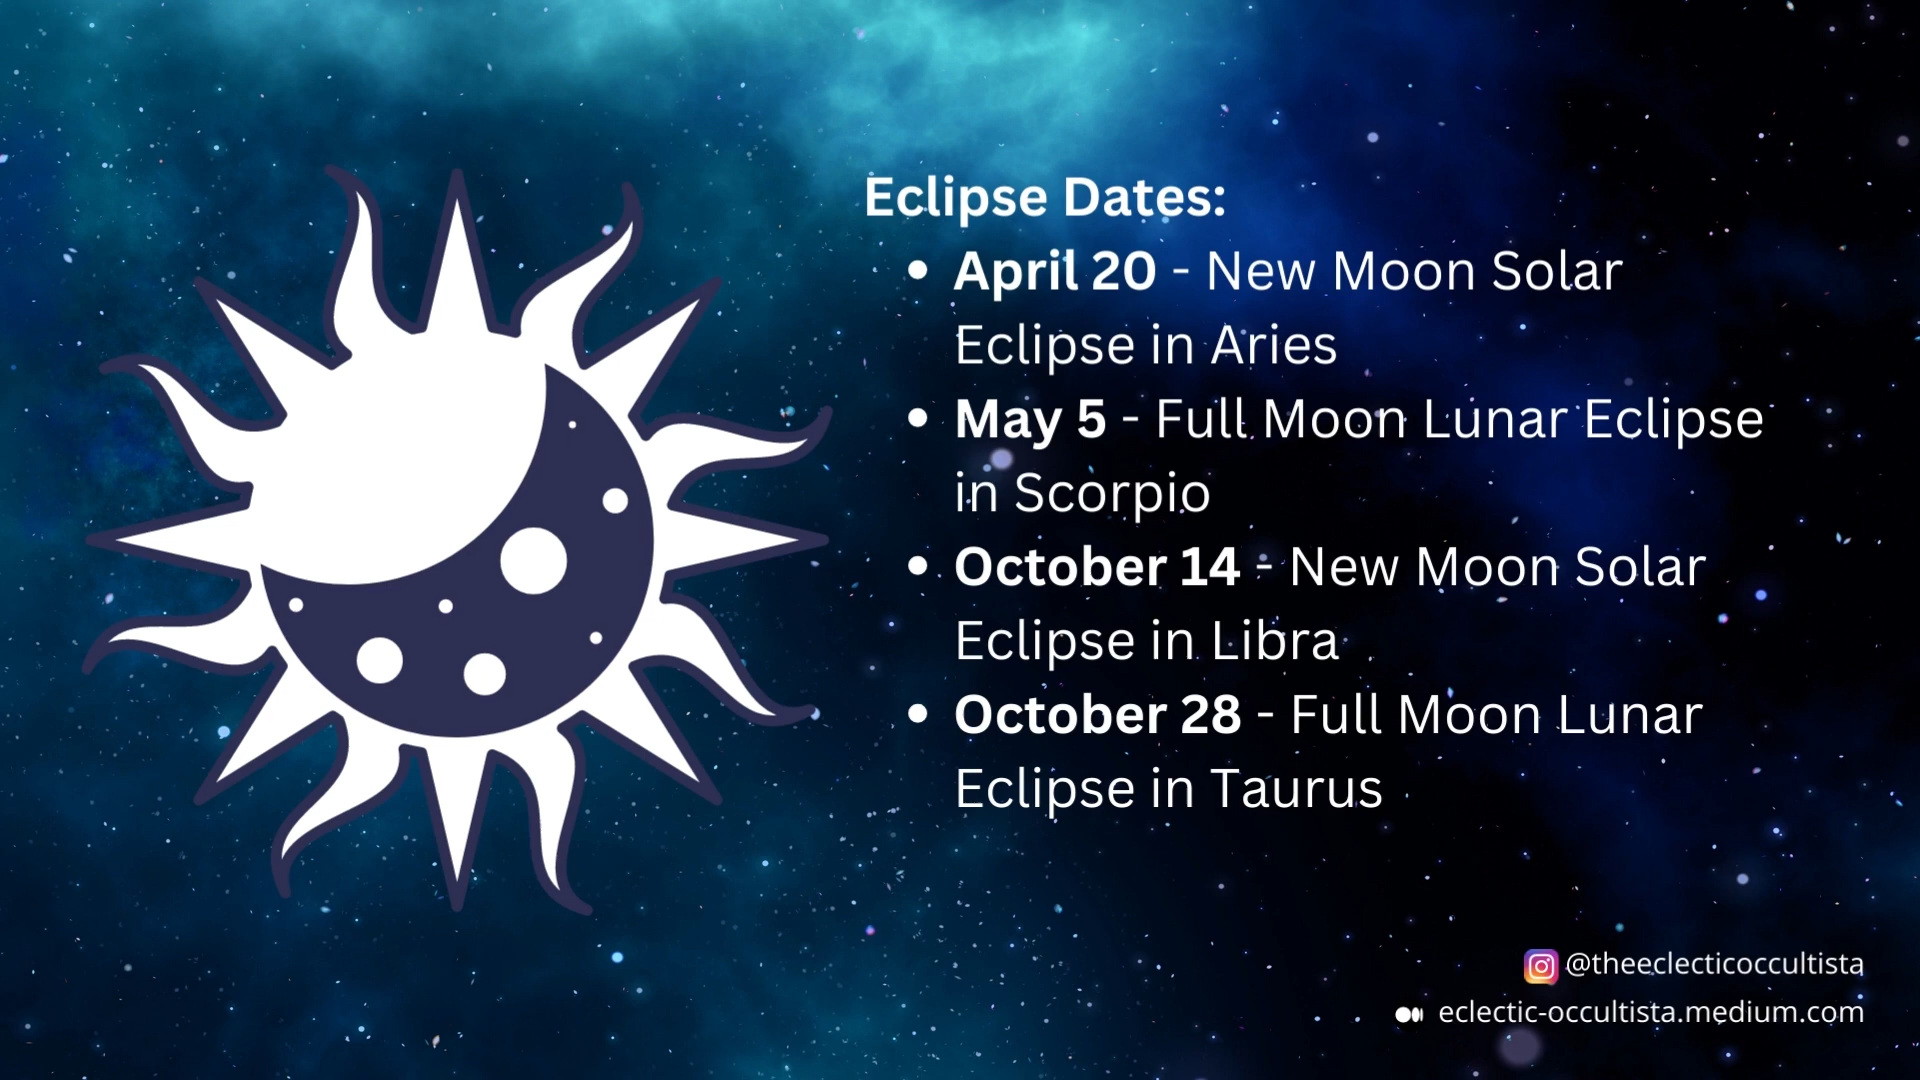 Eclipse Dates:
• April 20 - New Moon Solar
Eclipse in Aries
• May 5 - Full Moon Lunar Eclipse
in Scorpio
• October 14 - New Moon Solar
Eclipse in Libra
• October 28 - Full Moon Lunar
Eclipse in Taurus
@theeclecticoccultista
eclectic-occultista.medium.com